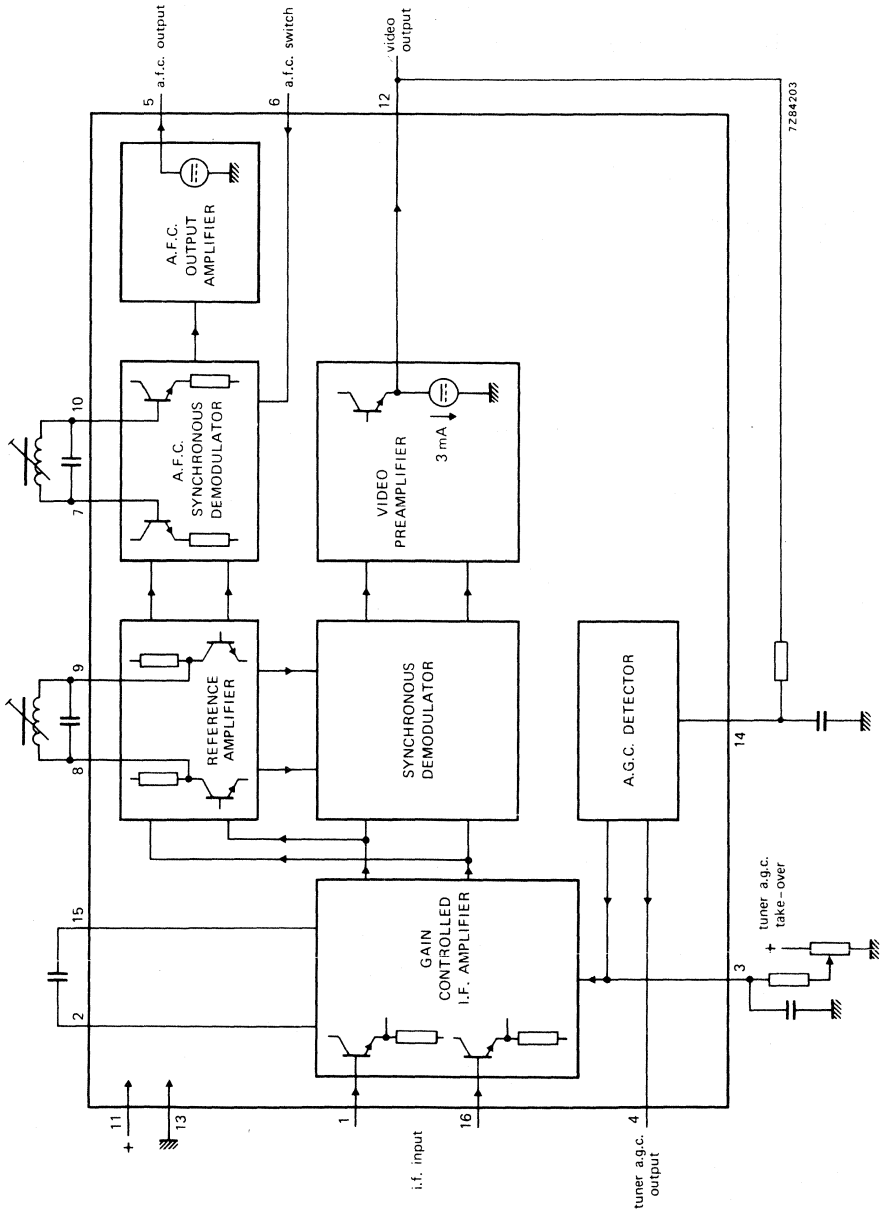 a.f.c. output
5
a.f.c. switch
6
video
output
12
A.F.C.
OUTPUT
AMPLIFIER
10
7
A.F.C.
SYNCHRONOUS
DEMODULATOR
3 mA
VIDEO
PREAMPLIFIER
9
8
REFERENCE
AMPLIFIER
SYNCHRONOUS
DEMODULATOR
A.G.C. DETECTOR
14
15
2
GAIN
CONTROLLED
I.F. AMPLIFIER
3
+
tuner a.g.c.
take-over
+
11
13
1
16
i.f. input
4
tuner a.g.c.
output
7Z84203